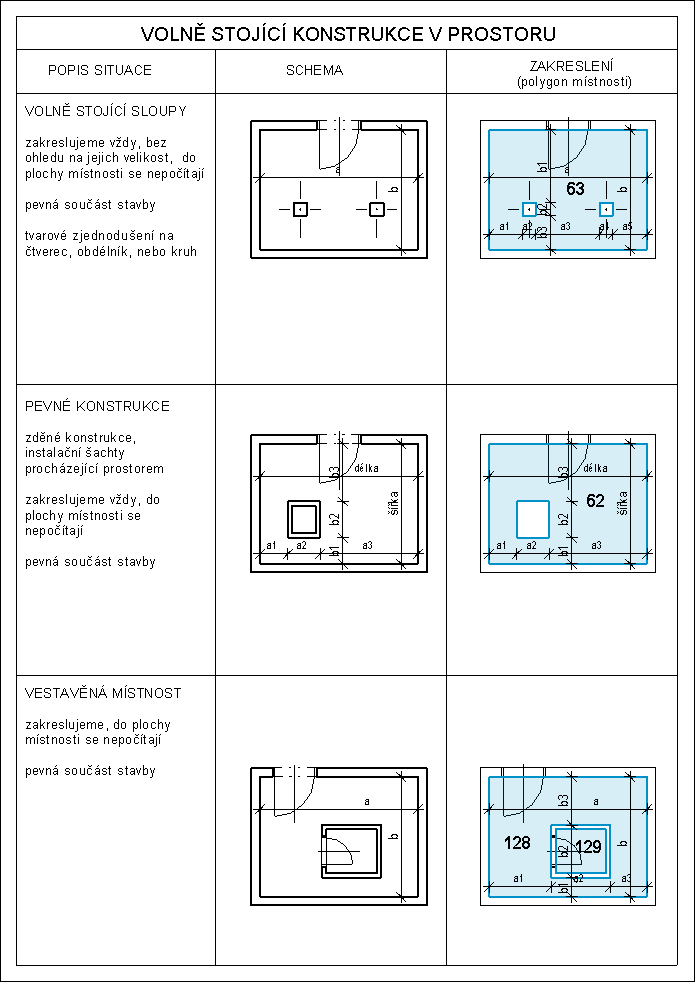 VOLNĚ STOJÍCÍ KONSTRUKCE V PROSTORU
POPIS SITUACE
SCHEMA
ZAKRESLENÍ
(polygon místnosti)
VOLNĚ STOJÍCÍ SLOUPY
zakreslujeme vždy, bez
ohledu na jejich velikost, do
plochy místnosti se nepočítají
pevná součást stavby
tvarové zjednodušení na
čtverec, obdélník, nebo kruh
a
b
b1
a
63
b
b2
a1 a2 b3 a3 a4 a5
PEVNÉ KONSTRUKCE
zděné konstrukce,
instalační šachty
procházející prostorem
zakreslujeme vždy, do
plochy místnosti se
nepočítají
pevná součást stavby
b3
délka
šířka
b2
a1 a2 b1 a3
b3
délka
62
šířka
b2
a1 a2 b1 a3
VESTAVĚNÁ MÍSTNOST
zakreslujeme, do plochy
místnosti se nepočítají
pevná součást stavby
a
b
b3
a
128
b2
129
b
a1 b1 a2 a3